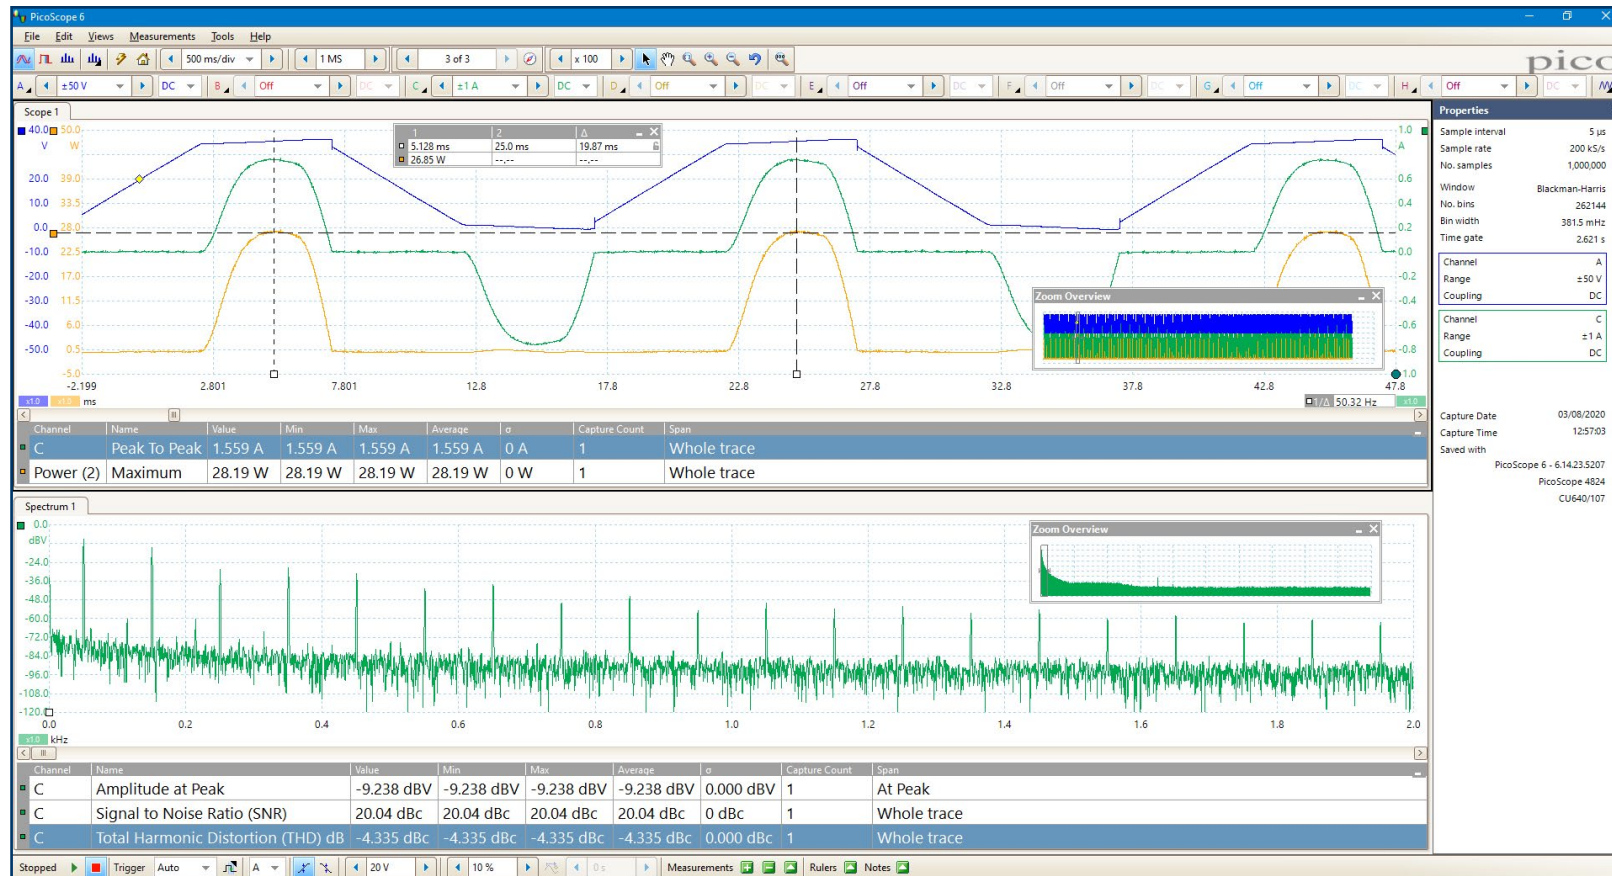 PicoScope 6
File Edit Views Measurements Tools Help
500 ms/div 1 MS 3 of 3 x 100
pico
A ±50 V DC B Off DC C ±1 A DC D Off DC E Off DC F Off DC G Off DC H Off DC
Scope 1
40.0 50.0
V W
20.0 39.0
10.0 33.5
0.0 28.0
-10.0 22.5
-20.0 17.0
-30.0 11.5
-40.0 6.0
-50.0 0.5
-5.0
1 2 Δ
5.128 ms 25.0 ms 19.87 ms
26.85 W --.-- --.--
1.0
A
0.6
0.4
0.2
0.0
-0.2
-0.4
-0.6
-0.8
-1.0
Zoom Overview
-2.199 2.801 7.801 12.8 17.8 22.8 27.8 32.8 37.8 42.8 47.8
x1.0 x1.0 ms
1/Δ 50.32 Hz x1.0
Channel Name Value Min Max Average σ Capture Count Span
C Peak To Peak 1.559 A 1.559 A 1.559 A 1.559 A 0 A 1 Whole trace
Power (2) Maximum 28.19 W 28.19 W 28.19 W 28.19 W 0 W 1 Whole trace
Spectrum 1
0.0
dBV
-24.0
-36.0
-48.0
-60.0
-72.0
-84.0
-96.0
-108.0
-120.0
Zoom Overview
0.0 0.2 0.4 0.6 0.8 1.0 1.2 1.4 1.6 1.8 2.0
x1.0 kHz
Channel Name Value Min Max Average σ Capture Count Span
C Amplitude at Peak -9.238 dBV -9.238 dBV -9.238 dBV -9.238 dBV 0.000 dBV 1 At Peak
C Signal to Noise Ratio (SNR) 20.04 dBc 20.04 dBc 20.04 dBc 20.04 dBc 0 dBc 1 Whole trace
C Total Harmonic Distortion (THD) dB -4.335 dBc -4.335 dBc -4.335 dBc -4.335 dBc 0.000 dBc 1 Whole trace
Properties
Sample interval 5 µs
Sample rate 200 kS/s
No. samples 1,000,000
Window Blackman-Harris
No. bins 262144
Bin width 381.5 mHz
Time gate 2.621 s
Channel A
Range ±50 V
Coupling DC
Channel C
Range ±1 A
Coupling DC
Capture Date 03/08/2020
Capture Time 12:57:03
Saved with
PicoScope 6 - 6.14.23.5207
PicoScope 4824
CU640/107
Stopped Trigger Auto A 20 V 10 % 0 s Measurements Rulers Notes